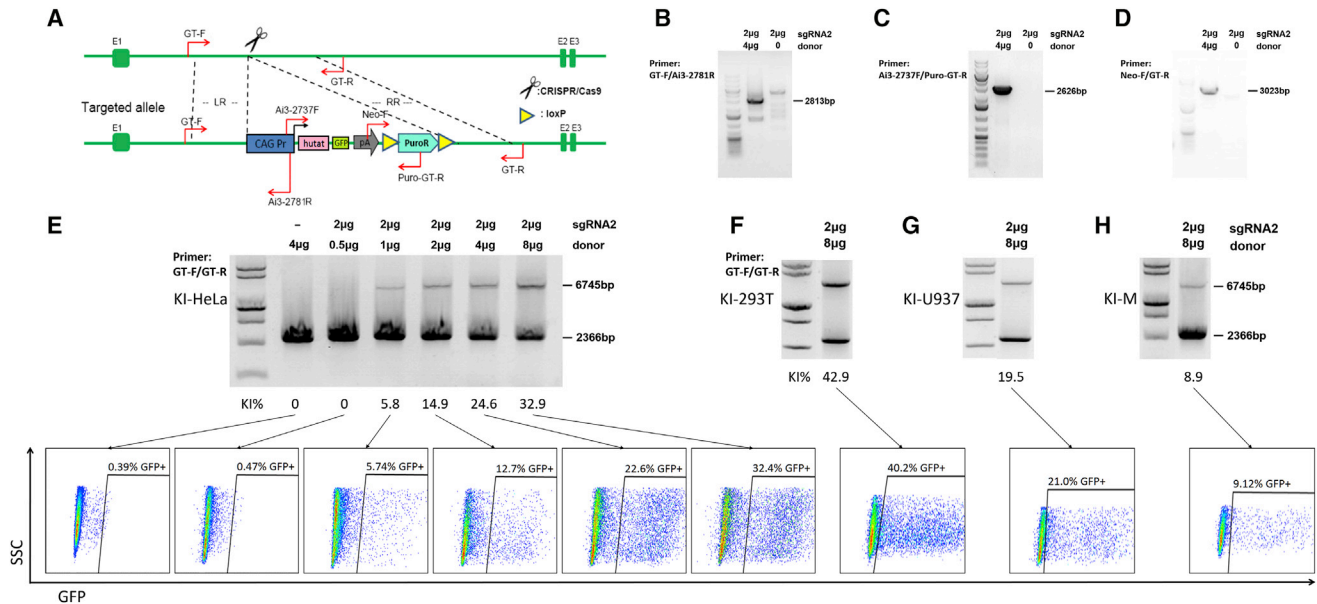 A
E1
GT-F
E2 E3
GT-R
:CRISPR/Cas9
: loxP
Targeted allele
-- LR --
-- RR --
Ai3-2737F
Neo-F
GT-F
E1
CAG Pr
hutat
GFP
pA
PuroR
E2 E3
GT-R
Puro-GT-R
Ai3-2781R
B
2μg 2μg sgRNA2
4μg 0 donor
Primer:
GT-F/Ai3-2781R
2813bp
C
2μg 2μg sgRNA2
4μg 0 donor
Primer:
Ai3-2737F/Puro-GT-R
2626bp
D
2μg 2μg sgRNA2
4μg 0 donor
Primer:
Neo-F/GT-R
3023bp
E
– 2μg 2μg 2μg 2μg 2μg sgRNA2
4μg 0.5μg 1μg 2μg 4μg 8μg donor
Primer:
GT-F/GT-R
KI-HeLa
6745bp
2366bp
KI% 0 0 5.8 14.9 24.6 32.9
F
2μg
8μg
Primer:
GT-F/GT-R
KI-293T
KI% 42.9
G
2μg
8μg
KI-U937
19.5
H
2μg sgRNA2
8μg donor
KI-M
6745bp
2366bp
8.9
0.39% GFP+
0.47% GFP+
5.74% GFP+
12.7% GFP+
22.6% GFP+
32.4% GFP+
40.2% GFP+
21.0% GFP+
9.12% GFP+
SSC
GFP